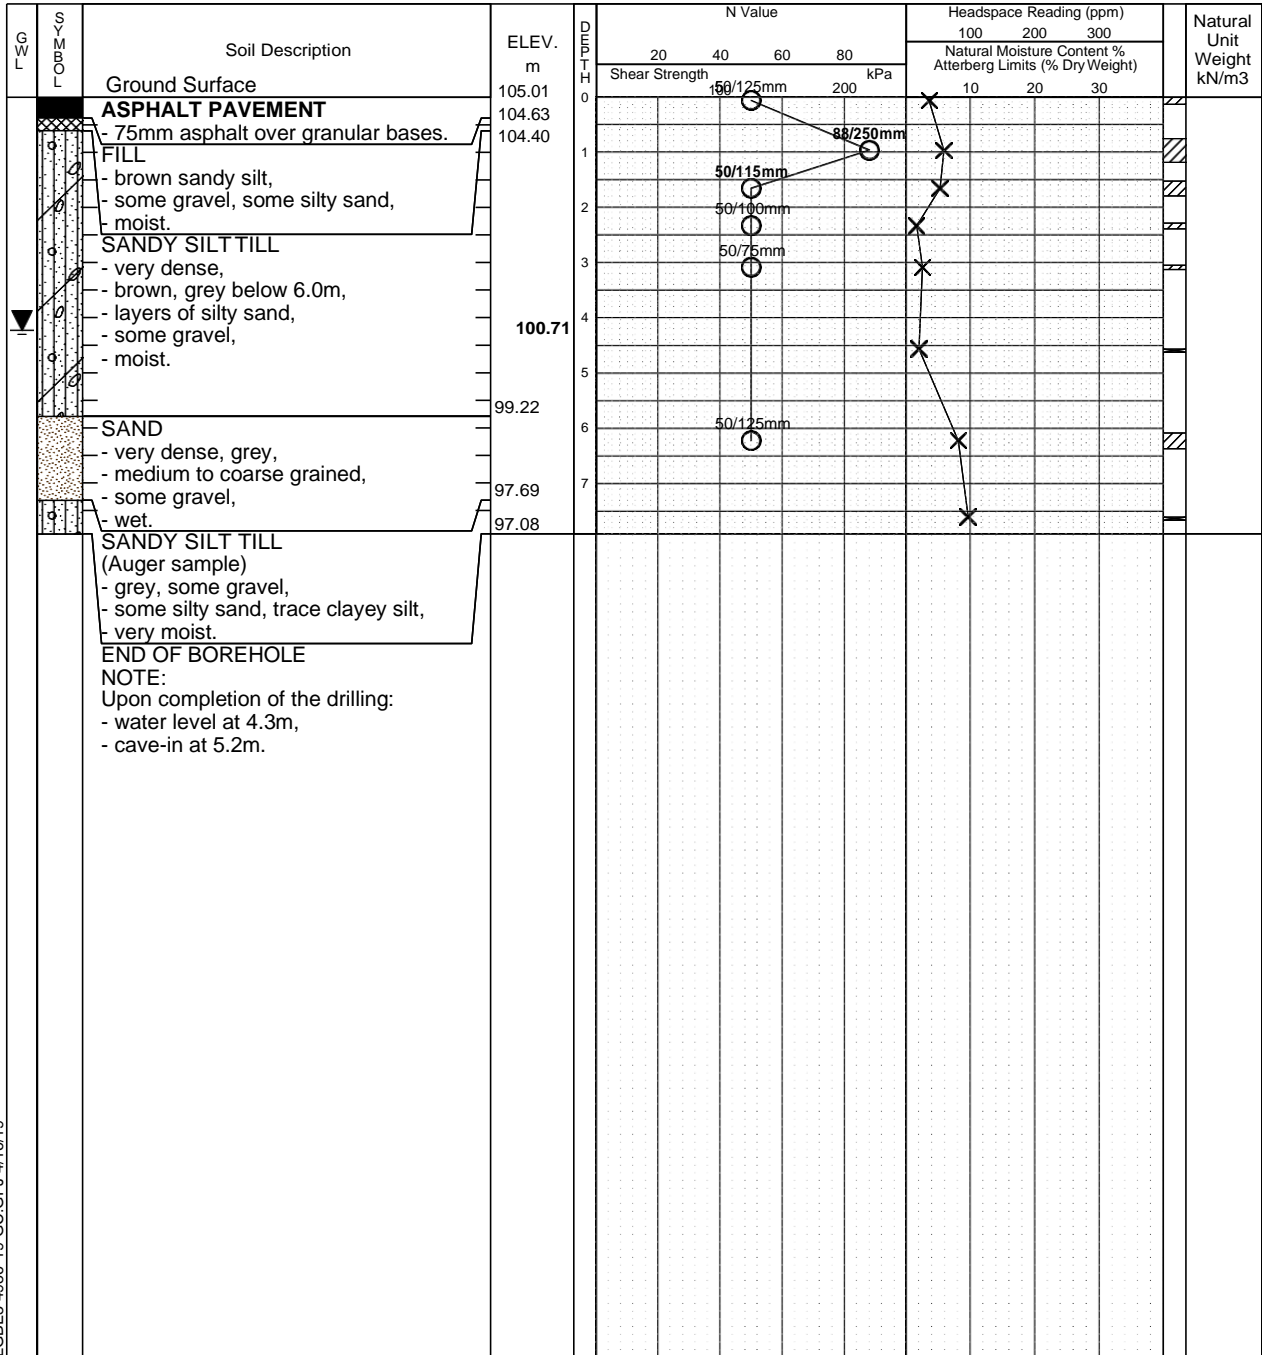 GWL
SYMBOL
Soil Description
Ground Surface
ELEV.
m
DEPTH
N Value
20 40 60 80
Shear Strength kPa
100 200
Headspace Reading (ppm)
100 200 300
Natural Moisture Content %
Atterberg Limits (% Dry Weight)
10 20 30
Natural
Unit
Weight
kN/m3
105.01
0
50/125mm
ASPHALT PAVEMENT
104.63
- 75mm asphalt over granular bases.
104.40
88/250mm
FILL
1
- brown sandy silt,
50/115mm
- some gravel, some silty sand,
2
50/100mm
- moist.
SANDY SILT TILL
50/75mm
- very dense,
3
- brown, grey below 6.0m,
- layers of silty sand,
4
100.71
- some gravel,
- moist.
5
99.22
50/125mm
SAND
6
- very dense, grey,
- medium to coarse grained,
7
97.69
- some gravel,
- wet.
97.08
SANDY SILT TILL
(Auger sample)
- grey, some gravel,
- some silty sand, trace clayey silt,
- very moist.
END OF BOREHOLE
NOTE:
Upon completion of the drilling:
- water level at 4.3m,
- cave-in at 5.2m.